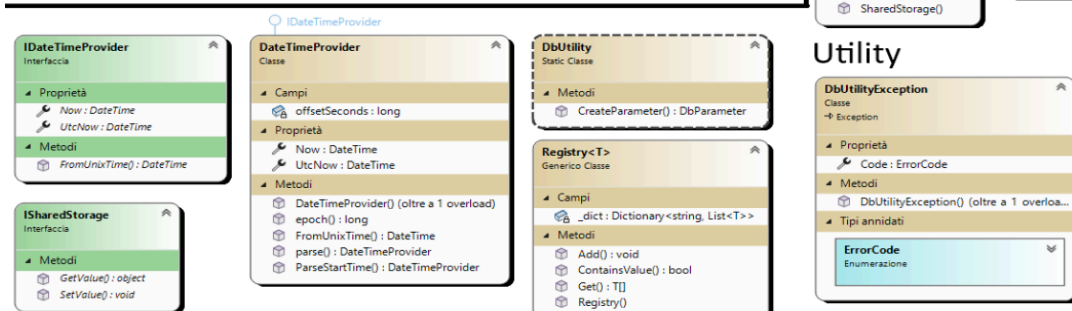 SharedStorage()
IDateTimeProvider
IDateTimeProvider
Interfaccia
Proprietà
Now : DateTime
UtcNow : DateTime
Metodi
FromUnixTime() : DateTime
ISharedStorage
Interfaccia
Metodi
GetValue() : object
SetValue() : void
DateTimeProvider
Classe
Campi
offsetSeconds : long
Proprietà
Now : DateTime
UtcNow : DateTime
Metodi
DateTimeProvider() (oltre a 1 overload)
epoch() : long
FromUnixTime() : DateTime
parse() : DateTimeProvider
ParseStartTime() : DateTimeProvider
DbUtility
Static Classe
Metodi
CreateParameter() : DbParameter
Registry<T>
Generico Classe
Campi
_dict : Dictionary<string, List<T>>
Metodi
Add() : void
ContainsValue() : bool
Get() : T[]
Registry()
Utility
DbUtilityException
Classe
Exception
Proprietà
Code : ErrorCode
Metodi
DbUtilityException() (oltre a 1 overloa...
Tipi annidati
ErrorCode
Enumerazione